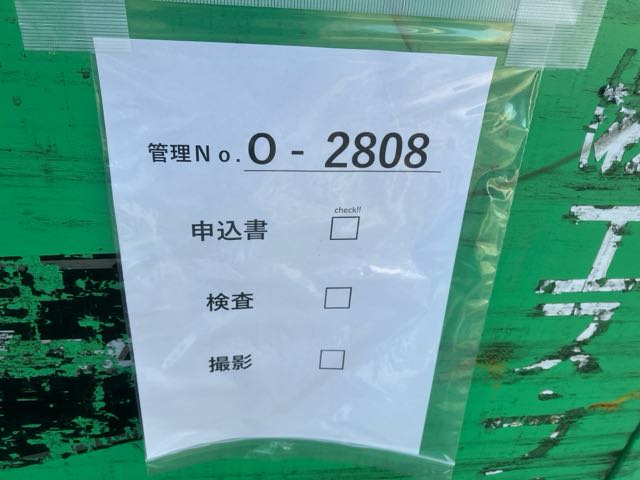 管理No. O - 2808
check!!
申込書 □
検査 □
撮影 □